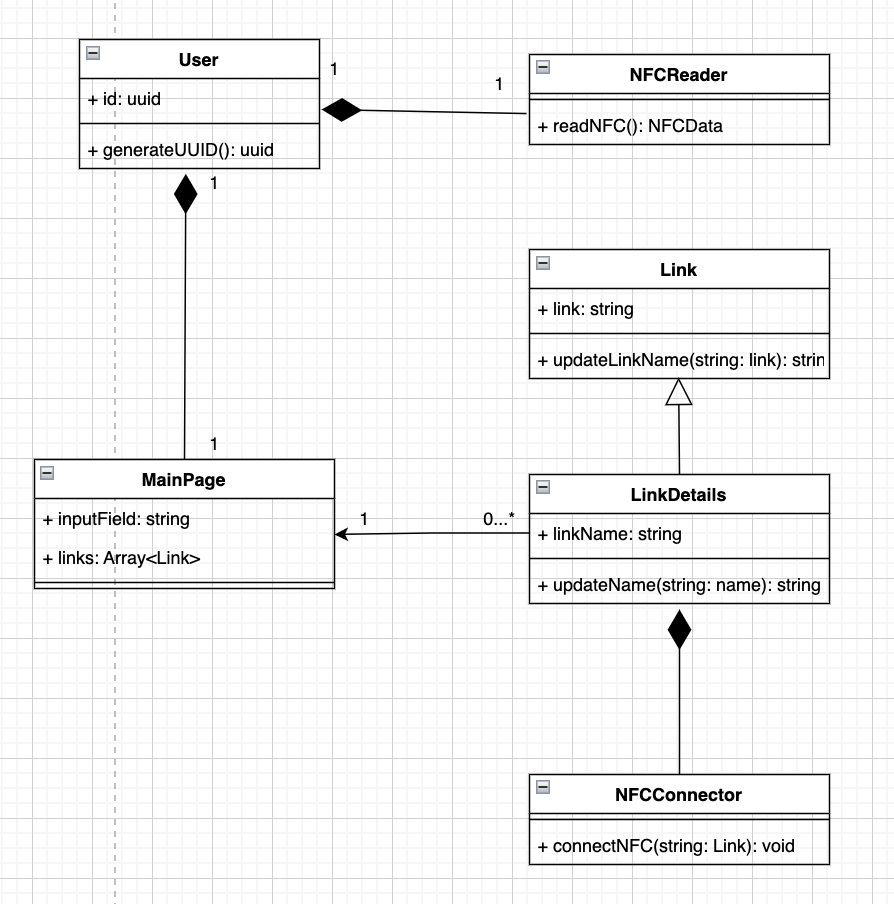 User
+ id: uuid
+ generateUUID(): uuid
1
1
NFCReader
+ readNFC(): NFCData
1
1
Link
+ link: string
+ updateLinkName(string: link): strin
MainPage
+ inputField: string
+ links: Array<Link>
1
0...*
LinkDetails
+ linkName: string
+ updateName(string: name): string
NFCConnector
+ connectNFC(string: Link): void